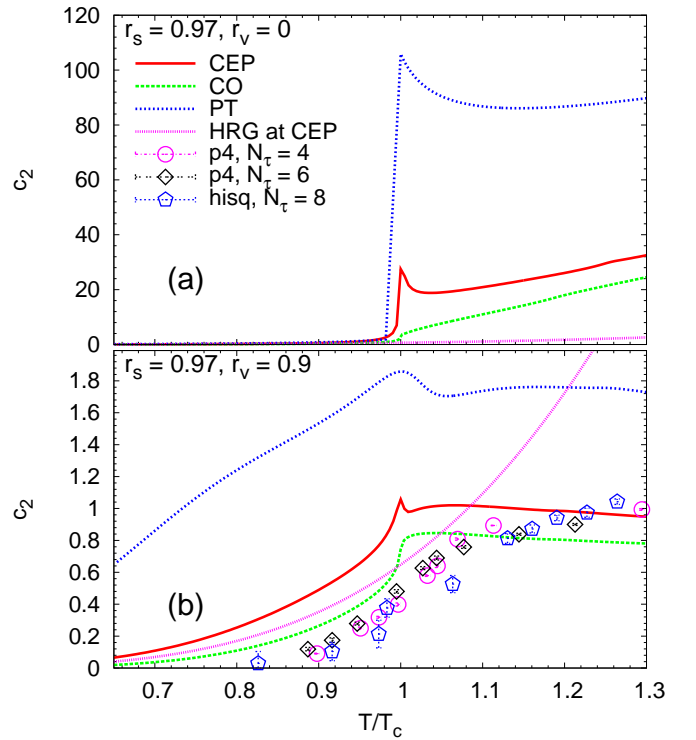 r_s = 0.97, r_v = 0
CEP
CO
PT
HRG at CEP
p4, N_τ = 4
p4, N_τ = 6
hisq, N_τ = 8
120
100
80
60
40
20
0
c_2
(a)
r_s = 0.97, r_v = 0.9
1.8
1.6
1.4
1.2
1
0.8
0.6
0.4
0.2
0
c_2
(b)
0.7 0.8 0.9 1 1.1 1.2 1.3
T/T_c